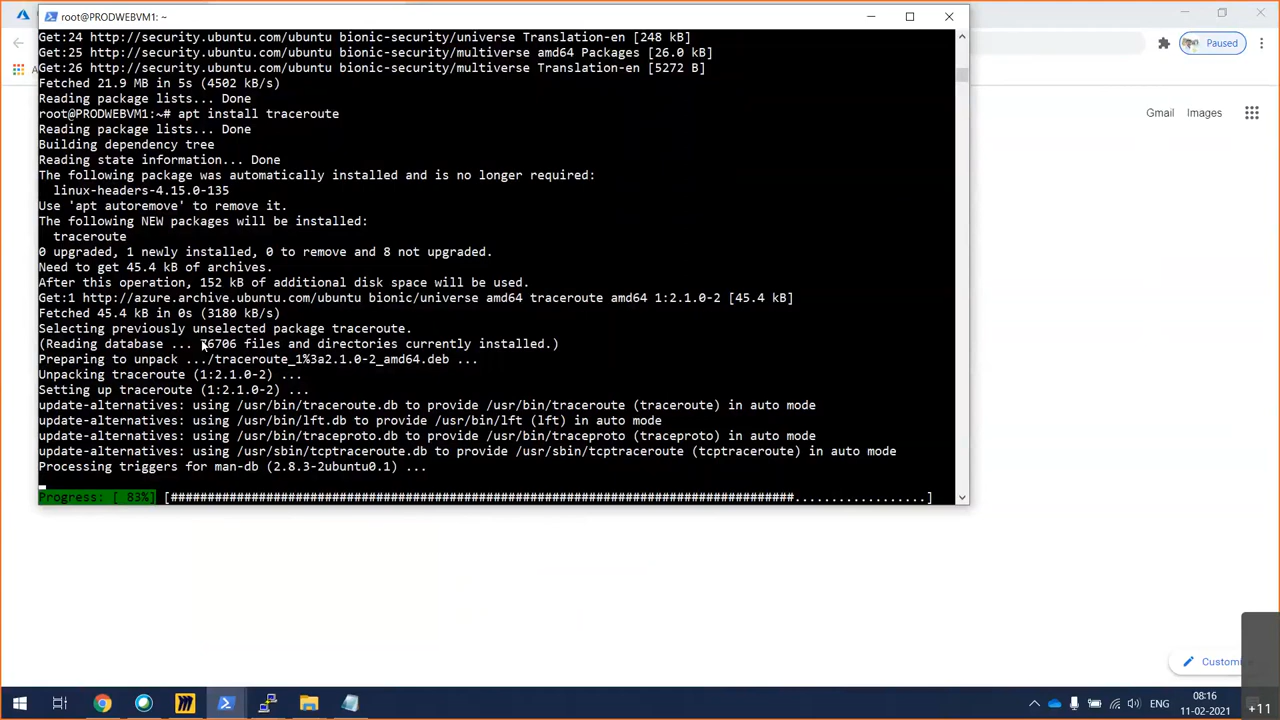 root@PRODWEBVM1: ~
Get:24 http://security.ubuntu.com/ubuntu bionic-security/universe Translation-en [248 kB]
Get:25 http://security.ubuntu.com/ubuntu bionic-security/multiverse amd64 Packages [26.0 kB]
Get:26 http://security.ubuntu.com/ubuntu bionic-security/multiverse Translation-en [5272 B]
Fetched 21.9 MB in 5s (4502 kB/s)
Reading package lists... Done
root@PRODWEBVM1:~# apt install traceroute
Reading package lists... Done
Building dependency tree
Reading state information... Done
The following package was automatically installed and is no longer required:
linux-headers-4.15.0-135
Use 'apt autoremove' to remove it.
The following NEW packages will be installed:
traceroute
0 upgraded, 1 newly installed, 0 to remove and 8 not upgraded.
Need to get 45.4 kB of archives.
After this operation, 152 kB of additional disk space will be used.
Get:1 http://azure.archive.ubuntu.com/ubuntu bionic/universe amd64 traceroute amd64 1:2.1.0-2 [45.4 kB]
Fetched 45.4 kB in 0s (3180 kB/s)
Selecting previously unselected package traceroute.
(Reading database ... 76706 files and directories currently installed.)
Preparing to unpack .../traceroute_1%3a2.1.0-2_amd64.deb ...
Unpacking traceroute (1:2.1.0-2) ...
Setting up traceroute (1:2.1.0-2) ...
update-alternatives: using /usr/bin/traceroute.db to provide /usr/bin/traceroute (traceroute) in auto mode
update-alternatives: using /usr/bin/lft.db to provide /usr/bin/lft (lft) in auto mode
update-alternatives: using /usr/bin/traceproto.db to provide /usr/bin/traceproto (traceproto) in auto mode
update-alternatives: using /usr/sbin/tcptraceroute.db to provide /usr/sbin/tcptraceroute (tcptraceroute) in auto mode
Processing triggers for man-db (2.8.3-2ubuntu0.1) ...
Progress: [ 83%] [#####################################################################################..................]
Paused
Gmail
Images
Customi
ENG
08:16
11-02-2021
+11